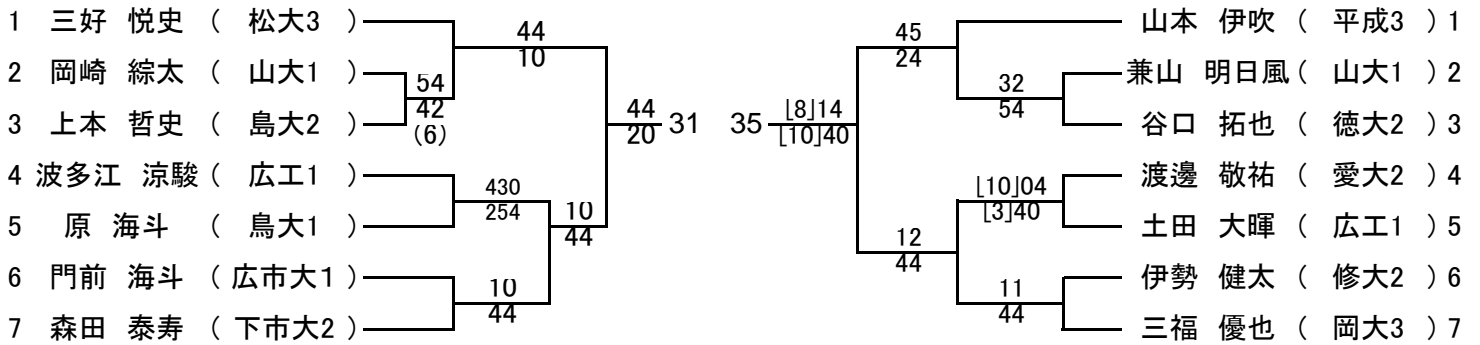 1 三好 悦史 ( 松大3 )
44
10
2 岡崎 綜太 ( 山大1 )
54
42
(6)
3 上本 哲史 ( 島大2 )
44
20
31
4 波多江 涼駿 ( 広工1 )
430
254
5 原 海斗 ( 鳥大1 )
10
44
6 門前 海斗 ( 広市大1 )
10
44
7 森田 泰寿 ( 下市大2 )
山本 伊吹 ( 平成3 ) 1
45
24
兼山 明日風 ( 山大1 ) 2
32
54
谷口 拓也 ( 徳大2 ) 3
35
[8]14
[10]40
渡邊 敬祐 ( 愛大2 ) 4
[10]04
[3]40
土田 大暉 ( 広工1 ) 5
12
44
伊勢 健太 ( 修大2 ) 6
11
44
三福 優也 ( 岡大3 ) 7